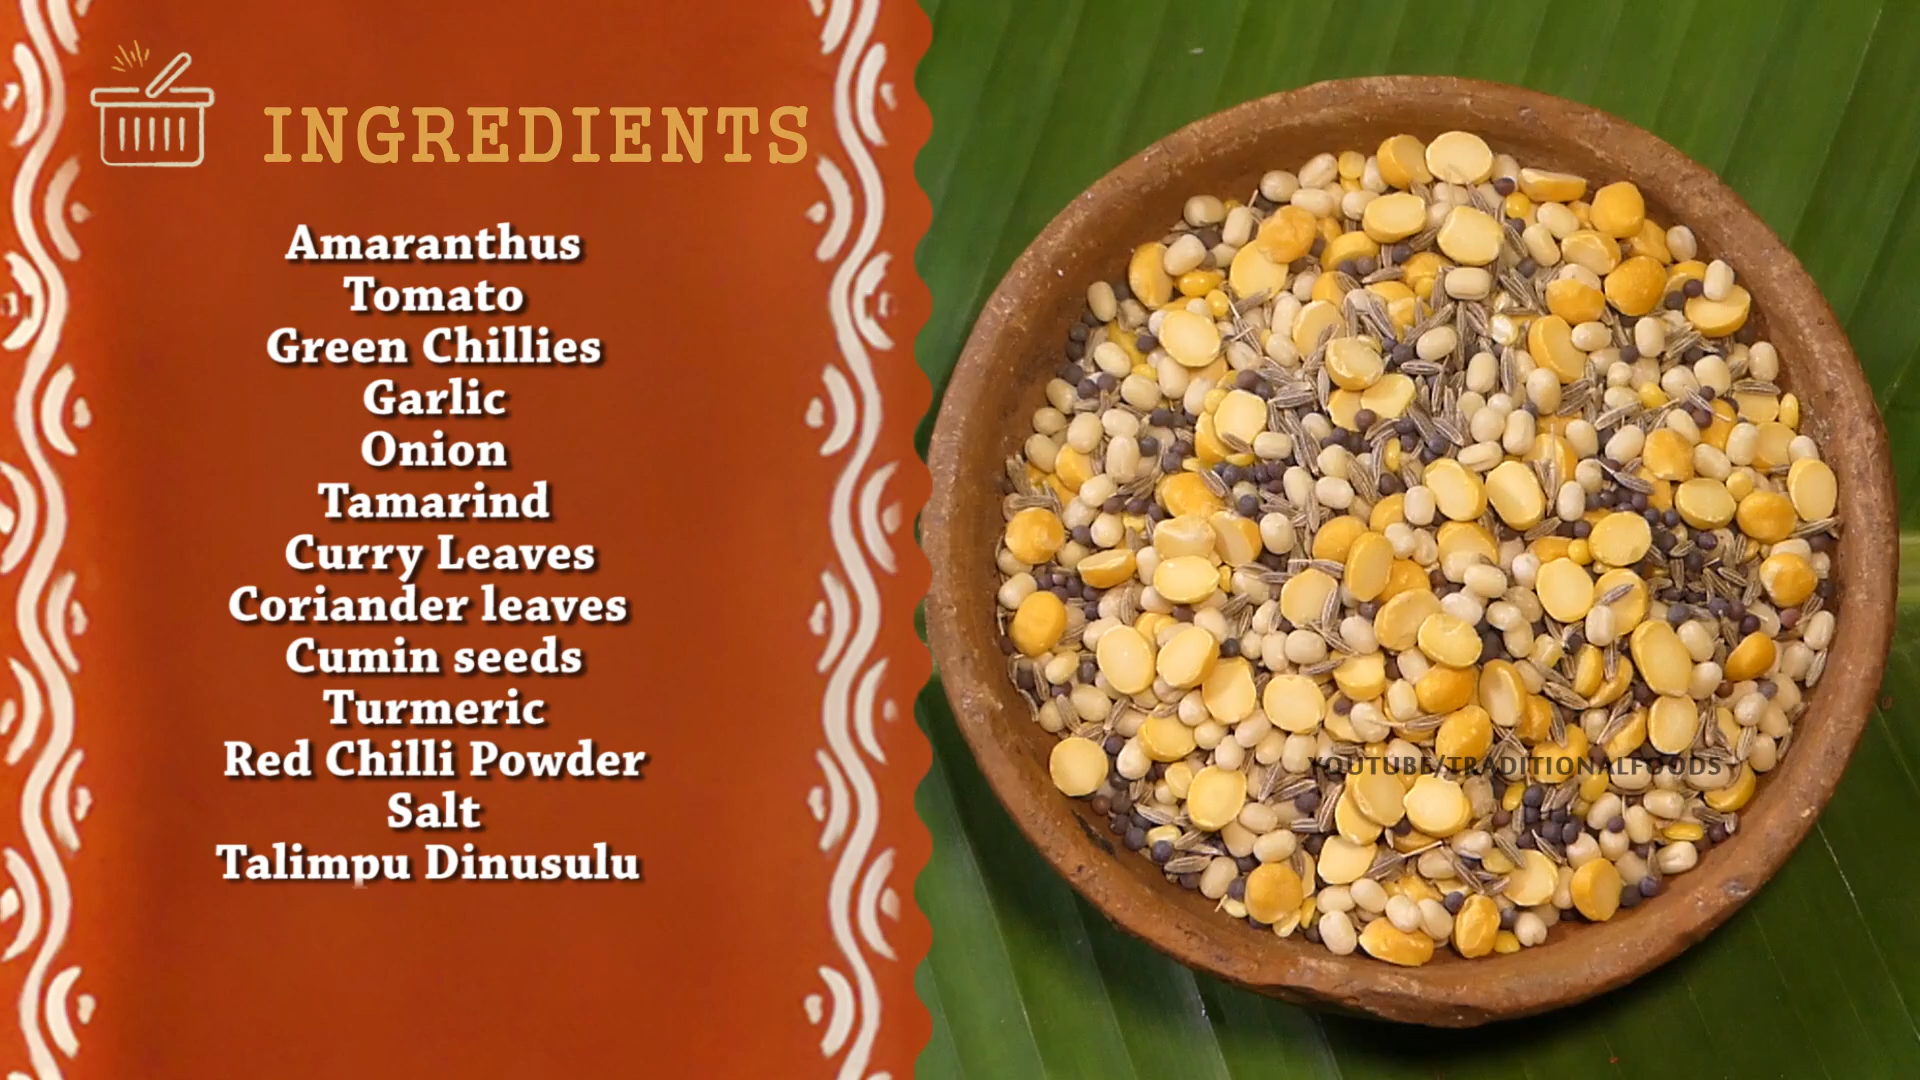 INGREDIENTS
Amaranthus
Tomato
Green Chillies
Garlic
Onion
Tamarind
Curry Leaves
Coriander leaves
Cumin seeds
Turmeric
Red Chilli Powder
Salt
Talimpu Dinusulu
YOUTUBE/TRADITIONALFOODS